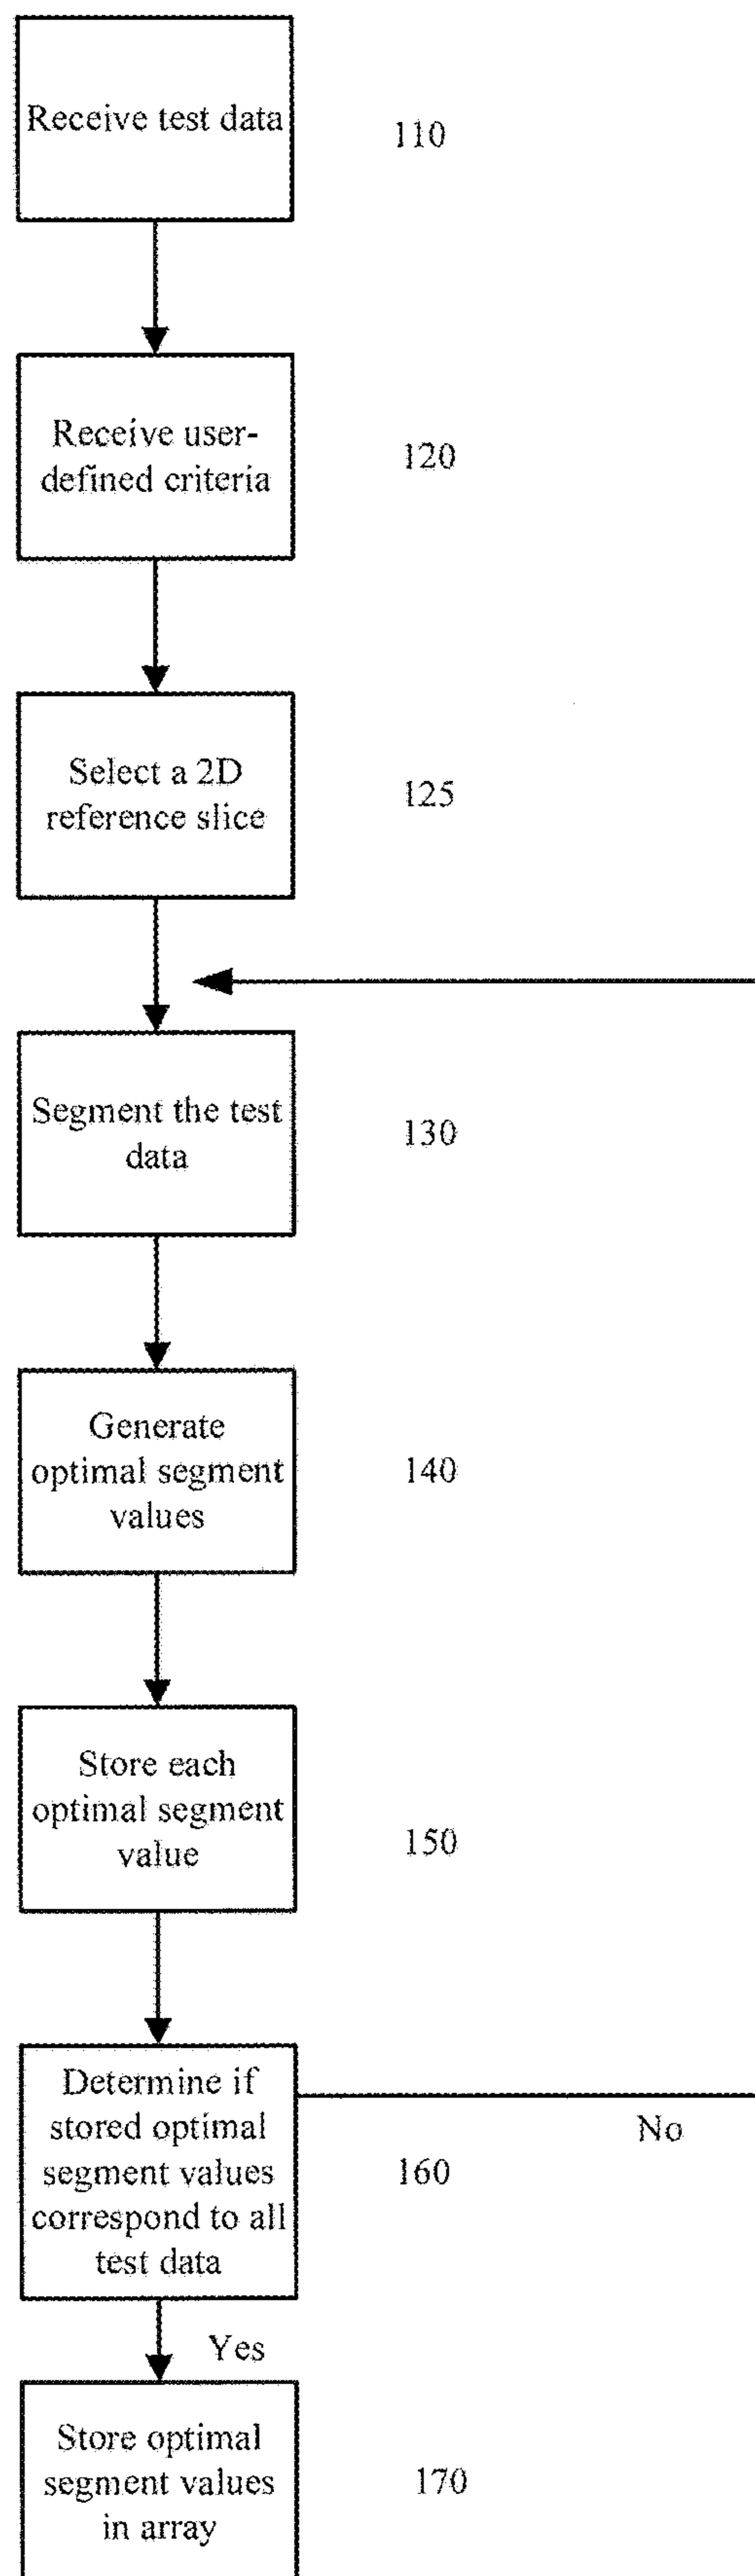 Receive test data
110
Receive user-
defined criteria
120
Select a 2D
reference slice
125
Segment the test
data
130
Generate
optimal segment
values
140
Store each
optimal segment
value
150
Determine if
stored optimal
segment values
correspond to all
test data
160
No
Yes
Store optimal
segment values
in array
170